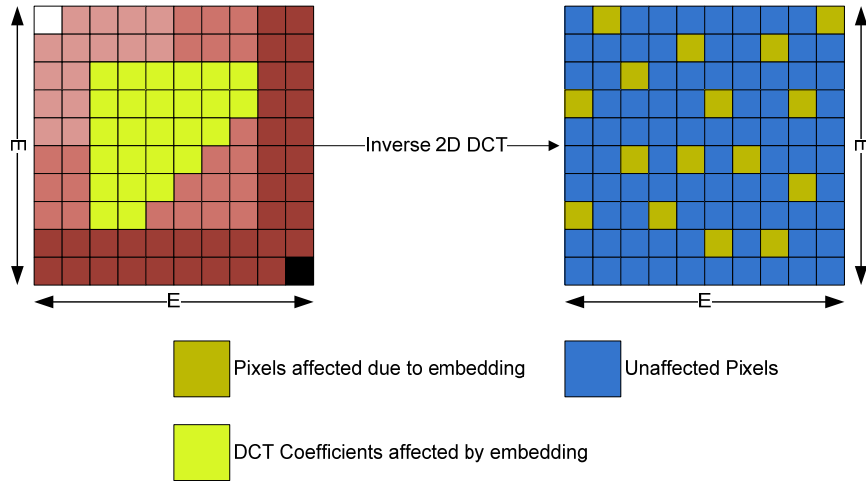 E
Inverse 2D DCT
E
E
E
Pixels affected due to embedding
Unaffected Pixels
DCT Coefficients affected by embedding